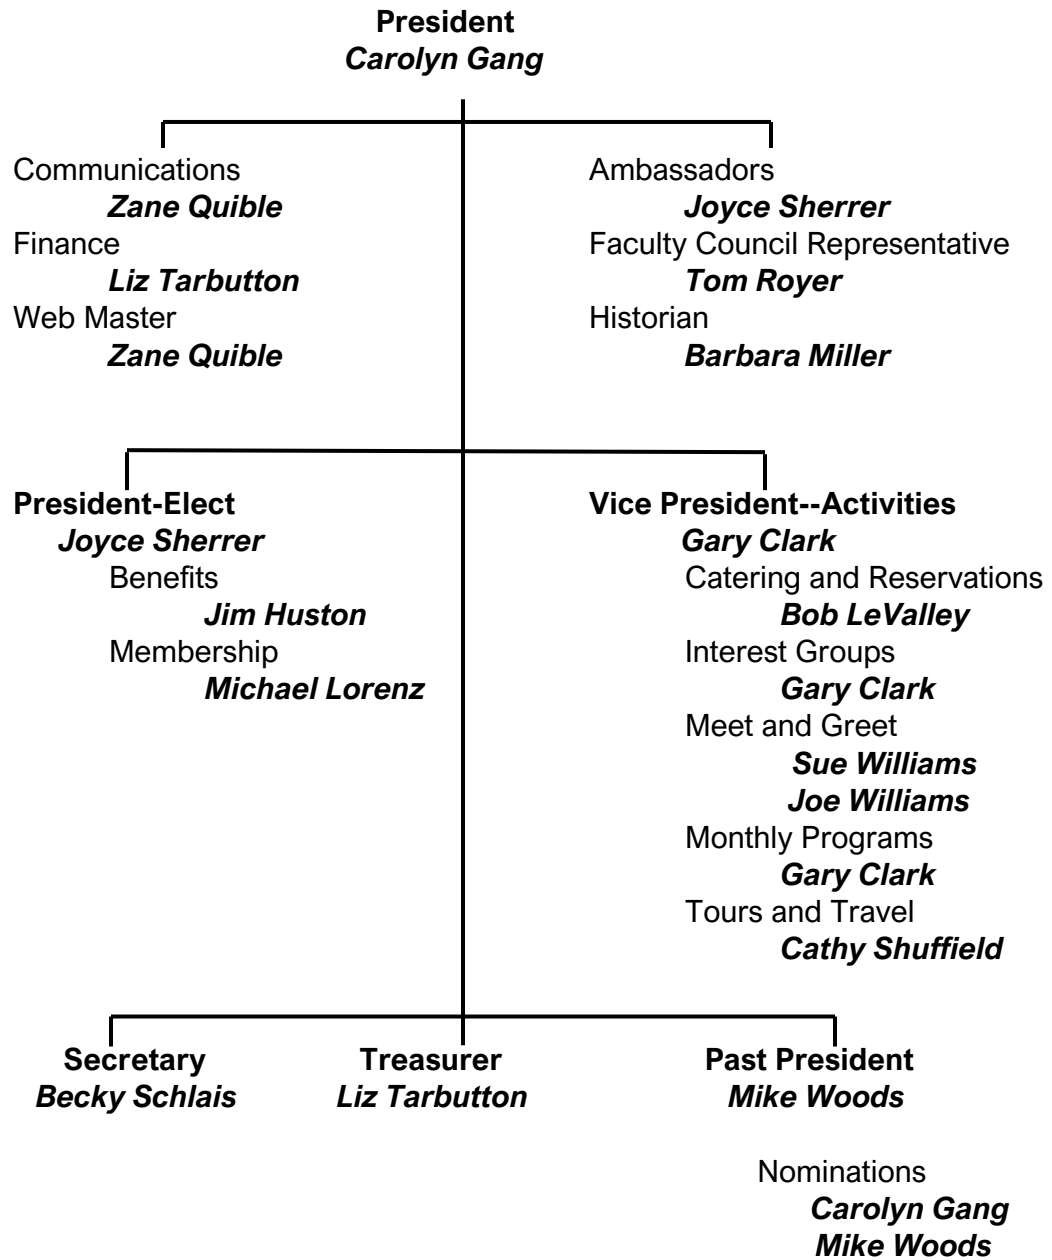 President
Carolyn Gang
Communications
Zane Quible
Finance
Liz Tarbutton
Web Master
Zane Quible
Ambassadors
Joyce Sherrer
Faculty Council Representative
Tom Royer
Historian
Barbara Miller
President-Elect
Joyce Sherrer
Benefits
Jim Huston
Membership
Michael Lorenz
Vice President--Activities
Gary Clark
Catering and Reservations
Bob LeValley
Interest Groups
Gary Clark
Meet and Greet
Sue Williams
Joe Williams
Monthly Programs
Gary Clark
Tours and Travel
Cathy Shuffield
Secretary
Becky Schlais
Treasurer
Liz Tarbutton
Past President
Mike Woods
Nominations
Carolyn Gang
Mike Woods